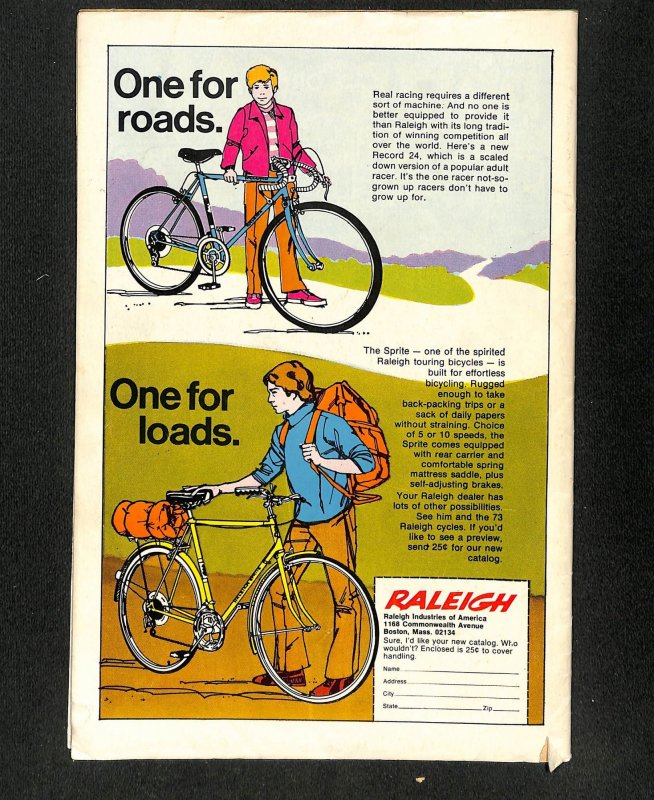 One for
roads.
Real racing requires a different
sort of machine. And no one is
better equipped to provide it
than Raleigh with its long tradi-
tion of winning competition all
over the world. Here's a new
Record 24, which is a scaled
down version of a popular adult
racer. It's the one racer not-so-
grown up racers don't have to
grow up for.
The Sprite — one of the spirited
Raleigh touring bicycles — is
built for effortless
bicycling. Rugged
enough to take
back-packing trips or a
sack of daily papers
without straining. Choice
of 5 or 10 speeds, the
Sprite comes equipped
with rear carrier and
comfortable spring
mattress saddle, plus
self-adjusting brakes.
Your Raleigh dealer has
lots of other possibilities.
See him and the 73
Raleigh cycles. If you'd
like to see a preview,
send 25¢ for our new
catalog.
One for
loads.
RALEIGH
Raleigh Industries of America
1168 Commonwealth Avenue
Boston, Mass. 02134
Sure, I'd like your new catalog. Who
wouldn't? Enclosed is 25¢ to cover
handling.
Name
Address
City
State Zip